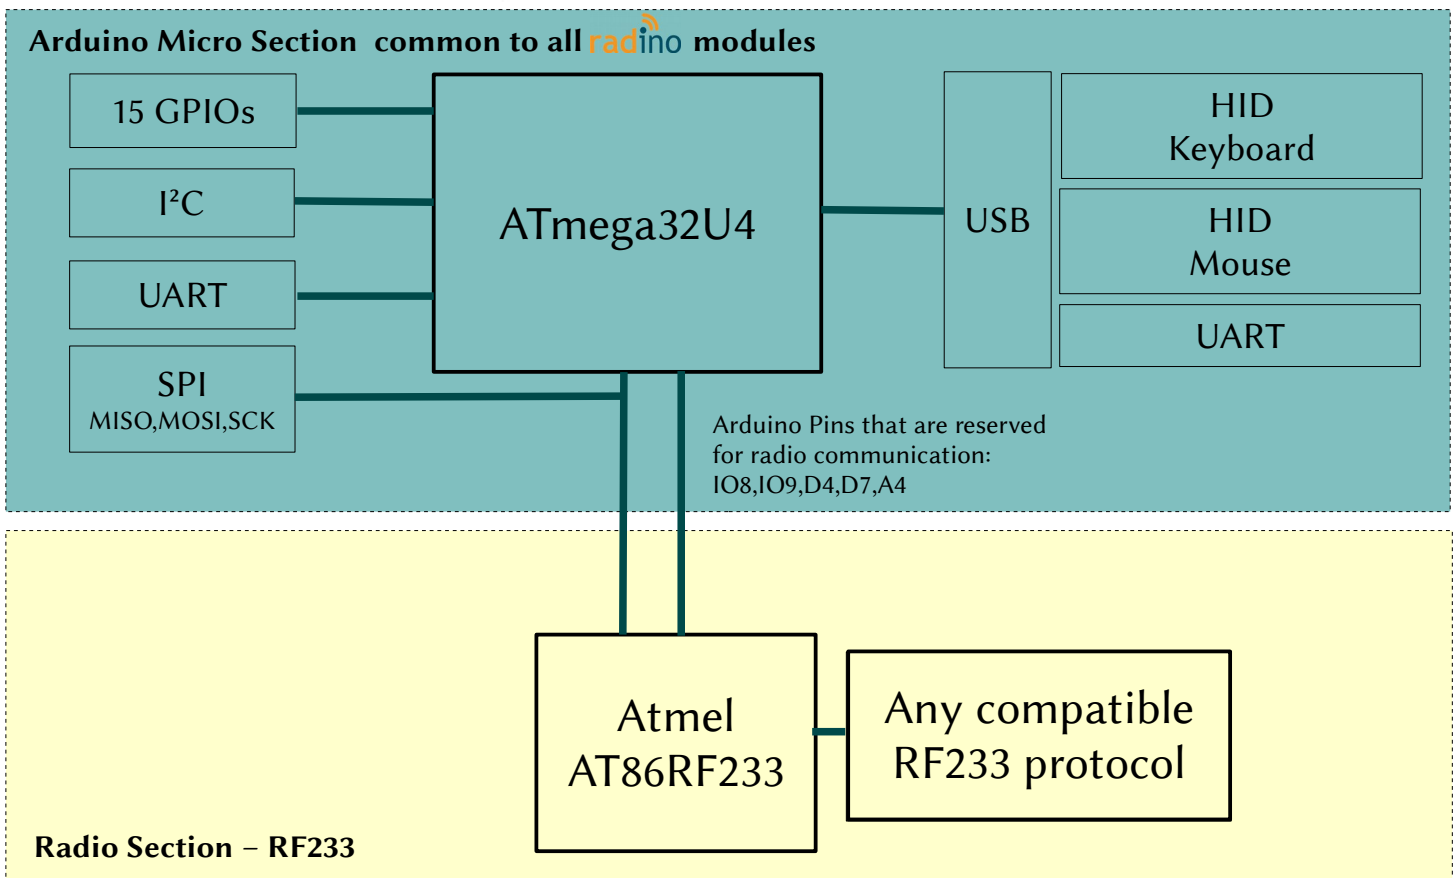 Arduino Micro Section common to all radino modules
15 GPIOs
I²C
UART
SPI
MISO,MOSI,SCK
ATmega32U4
USB
HID
Keyboard
HID
Mouse
UART
Arduino Pins that are reserved
for radio communication:
IO8,IO9,D4,D7,A4
Atmel
AT86RF233
Any compatible
RF233 protocol
Radio Section – RF233